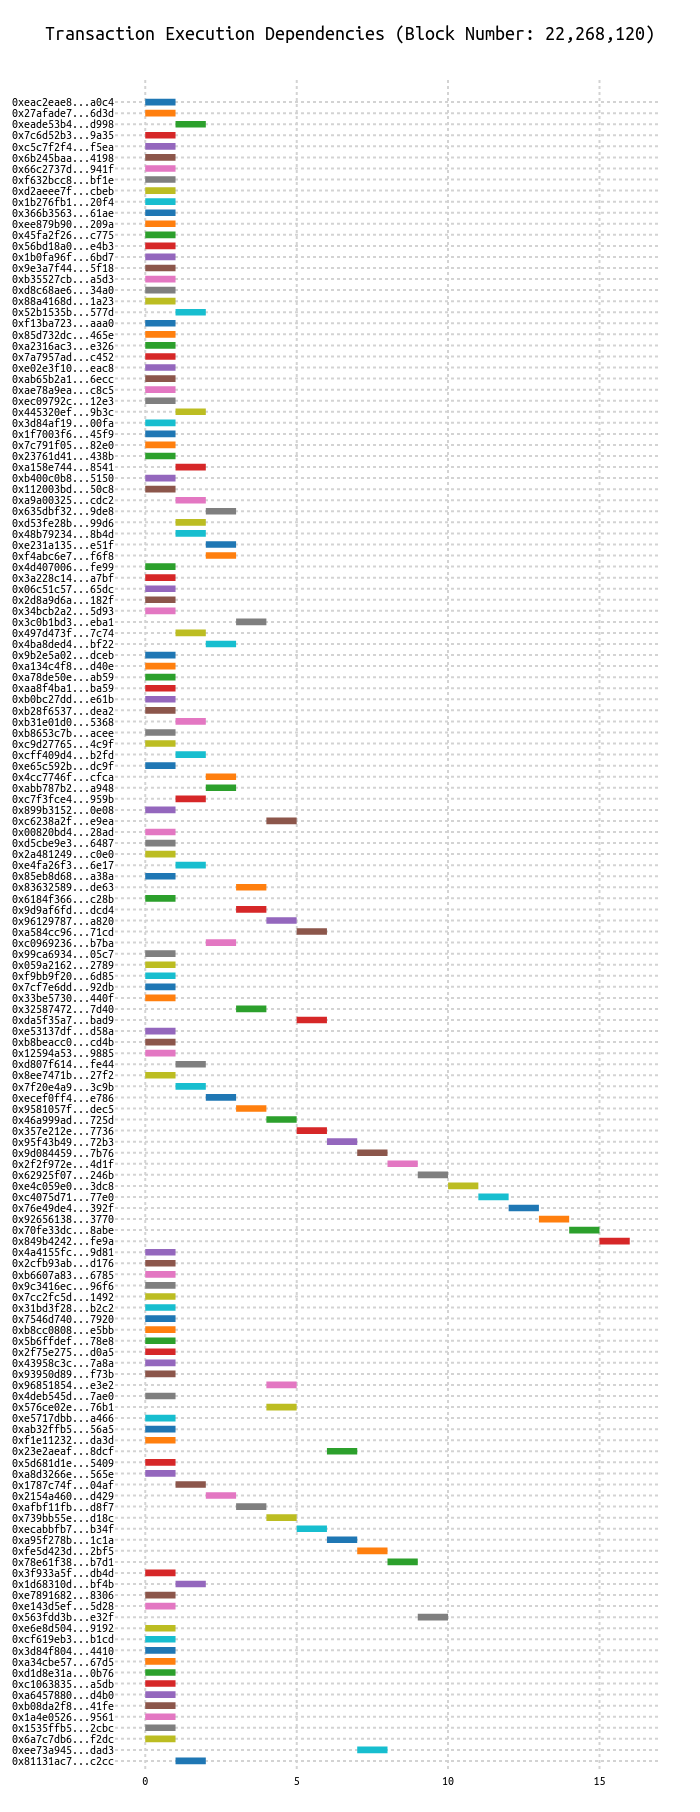 Transaction Execution Dependencies (Block Number: 22,268,120)
0xeac2eae8...a0c4
0x27afade7...6d3d
0xeade53b4...d998
0x7c6d52b3...9a35
0xc5c7f2f4...f5ea
0x6b245baa...4198
0x66c2737d...941f
0xf632bcc8...bf1e
0xd2aeee7f...cbeb
0x1b276fb1...20f4
0x366b3563...61ae
0xee879b90...209a
0x45fa2f26...c775
0x56bd18a0...e4b3
0x1b0fa96f...6bd7
0x9e3a7f44...5f18
0xb35527cb...a5d3
0xd8c68ae6...34a0
0x88a4168d...1a23
0x52b1535b...577d
0xf13ba723...aaa0
0x85d732dc...465e
0xa2316ac3...e326
0x7a7957ad...c452
0xe02e3f10...eac8
0xab65b2a1...6ecc
0xae78a9ea...c8c5
0xec09792c...12e3
0x445320ef...9b3c
0x3d84af19...00fa
0x1f7003f6...45f9
0x7c791f05...82e0
0x23761d41...438b
0xa158e744...8541
0xb400c0b8...5150
0x112003bd...50c8
0xa9a00325...cdc2
0x635dbf32...9de8
0xd53fe28b...99d6
0x48b79234...8b4d
0xe231a135...e51f
0xf4abc6e7...f6f8
0x4d407006...fe99
0x3a228c14...a7bf
0x06c51c57...65dc
0x2d8a9d6a...182f
0x34bcb2a2...5d93
0x3c0b1bd3...eba1
0x497d473f...7c74
0x4ba8ded4...bf22
0x9b2e5a02...dceb
0xa134c4f8...d40e
0xa78de50e...ab59
0xaa8f4ba1...ba59
0xb0bc27dd...e61b
0xb28f6537...dea2
0xb31e01d0...5368
0xb8653c7b...acee
0xc9d27765...4c9f
0xcff409d4...b2fd
0xe65c592b...dc9f
0x4cc7746f...cfca
0xabb787b2...a948
0xc7f3fce4...959b
0x899b3152...0e08
0xc6238a2f...e9ea
0x00820bd4...28ad
0xd5cbe9e3...6487
0x2a481249...c0e0
0xe4fa26f3...6e17
0x85eb8d68...a38a
0x83632589...de63
0x6184f366...c28b
0x9d9af6fd...dcd4
0x96129787...a820
0xa584cc96...71cd
0xc0969236...b7ba
0x99ca6934...05c7
0x059a2162...2789
0xf9bb9f20...6d85
0x7cf7e6dd...92db
0x33be5730...440f
0x32587472...7d40
0xda5f35a7...bad9
0xe53137df...d58a
0xb8beacc0...cd4b
0x12594a53...9885
0xd807f614...fe44
0x8ee7471b...27f2
0x7f20e4a9...3c9b
0xecef0ff4...e786
0x9581057f...dec5
0x46a999ad...725d
0x357e212e...7736
0x95f43b49...72b3
0x9d084459...7b76
0x2f2f972e...4d1f
0x62925f07...246b
0xe4c059e0...3dc8
0xc4075d71...77e0
0x76e49de4...392f
0x92656138...3770
0x70fe33dc...8abe
0x849b4242...fe9a
0x4a4155fc...9d81
0x2cfb93ab...d176
0xb6607a83...6785
0x9c3416ec...96f6
0x7cc2fc5d...1492
0x31bd3f28...b2c2
0x7546d740...7920
0xb8cc0808...e5bb
0x5b6ffdef...78e8
0x2f75e275...d0a5
0x43958c3c...7a8a
0x93950d89...f73b
0x96851854...e3e2
0x4deb545d...7ae0
0x576ce02e...76b1
0xe5717dbb...a466
0xab32ffb5...56a5
0xf1e11232...da3d
0x23e2aeaf...8dcf
0x5d681d1e...5409
0xa8d3266e...565e
0x1787c74f...04af
0x2154a460...d429
0xafbf11fb...d8f7
0x739bb55e...d18c
0xecabbfb7...b34f
0xa95f278b...1c1a
0xfe5d423d...2bf5
0x78e61f38...b7d1
0x3f933a5f...db4d
0x1d68310d...bf4b
0xe7891682...8306
0xe143d5ef...5d28
0x563fdd3b...e32f
0xe6e8d504...9192
0xcf619eb3...b1cd
0x3d84f804...4410
0xa34cbe57...67d5
0xd1d8e31a...0b76
0xc1063835...a5db
0xa6457880...d4b0
0xb08da2f8...41fe
0x1a4e0526...9561
0x1535ffb5...2cbc
0x6a7c7db6...f2dc
0xee73a945...dad3
0x81131ac7...c2cc
0 5 10 15